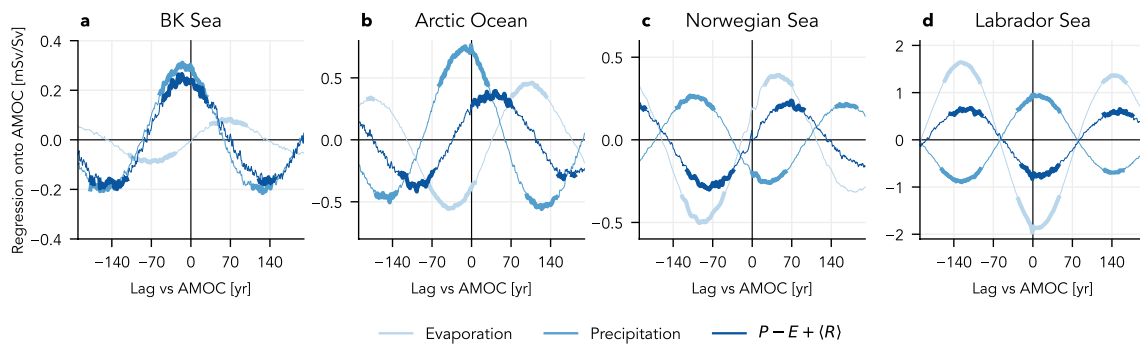 a BK Sea
b Arctic Ocean
c Norwegian Sea
d Labrador Sea
Regression onto AMOC [mSv/Sv]
0.4
0.2
0.0
−0.2
−0.4
0.5
0.0
−0.5
0.5
0.0
−0.5
2
1
0
−1
−2
−140 −70 0 70 140
−140 −70 0 70 140
−140 −70 0 70 140
−140 −70 0 70 140
Lag vs AMOC [yr]
Lag vs AMOC [yr]
Lag vs AMOC [yr]
Lag vs AMOC [yr]
Evaporation
Precipitation
P − E + ⟨R⟩